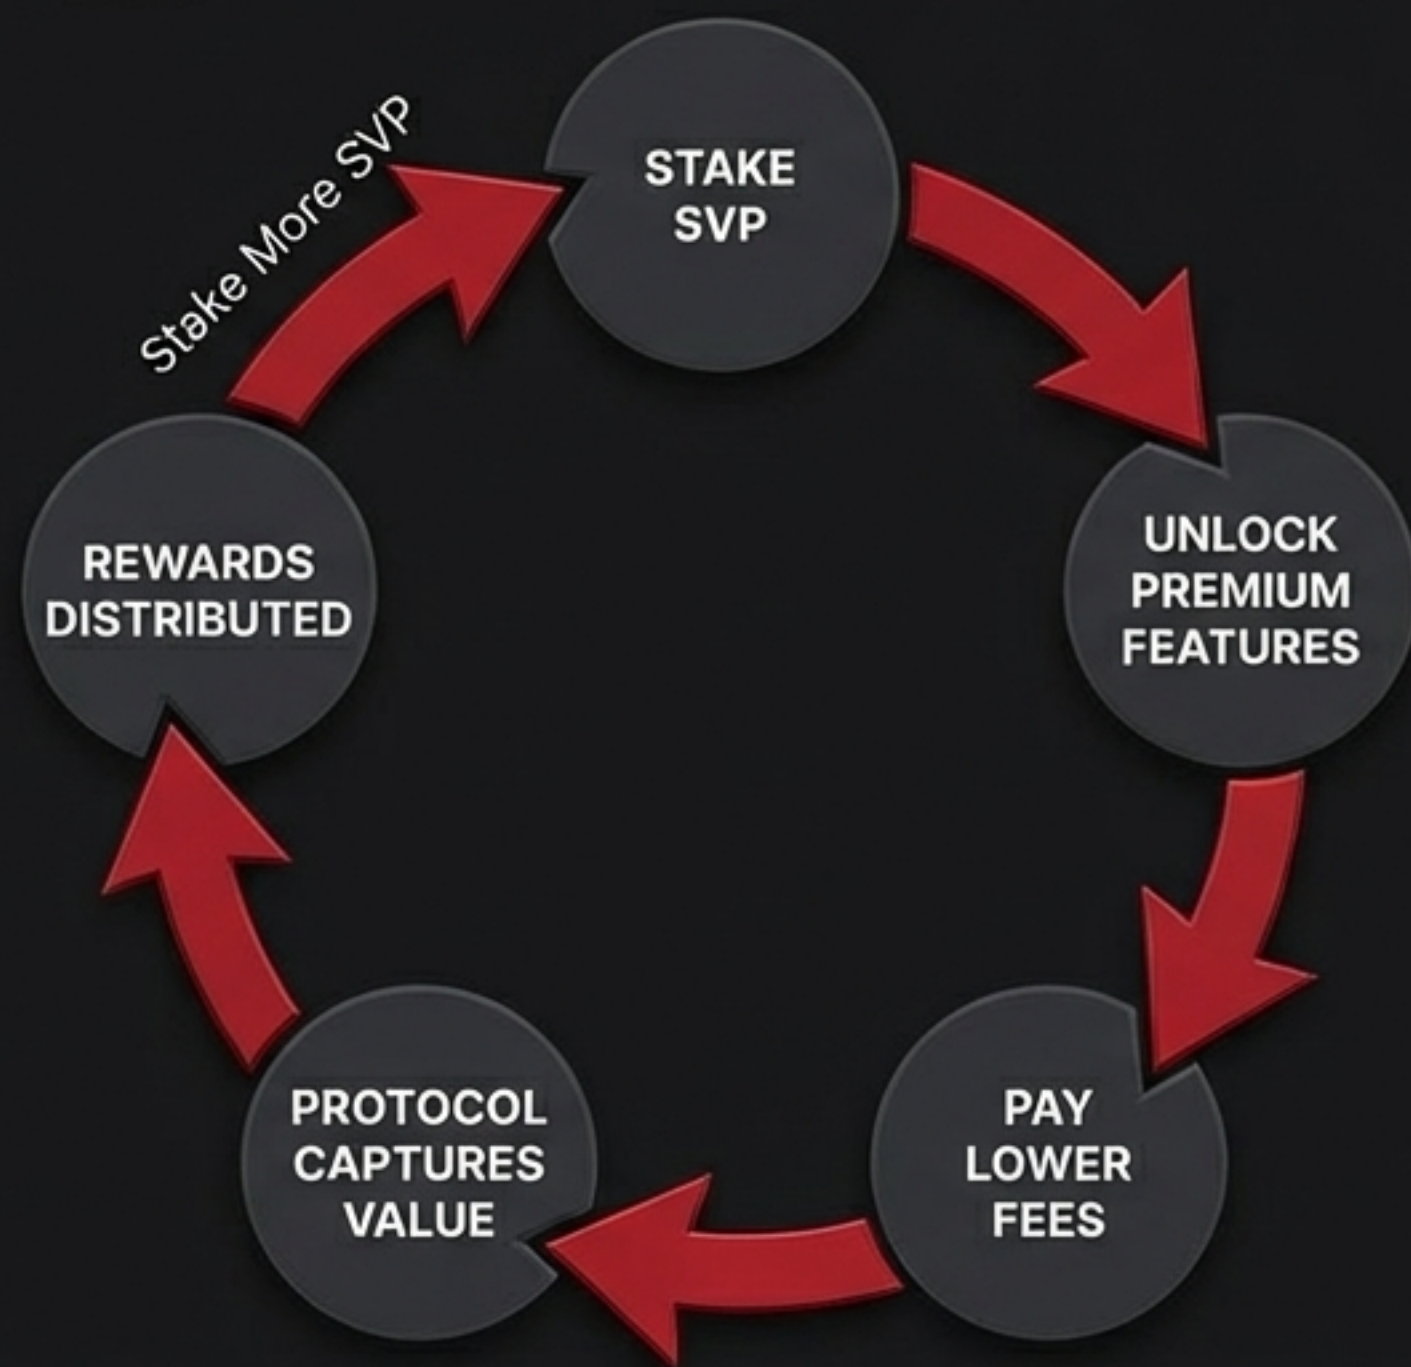 STAKE
SVP
UNLOCK
PREMIUM
FEATURES
PAY
LOWER
FEES
PROTOCOL
CAPTURES
VALUE
REWARDS
DISTRIBUTED
Stake More SVP